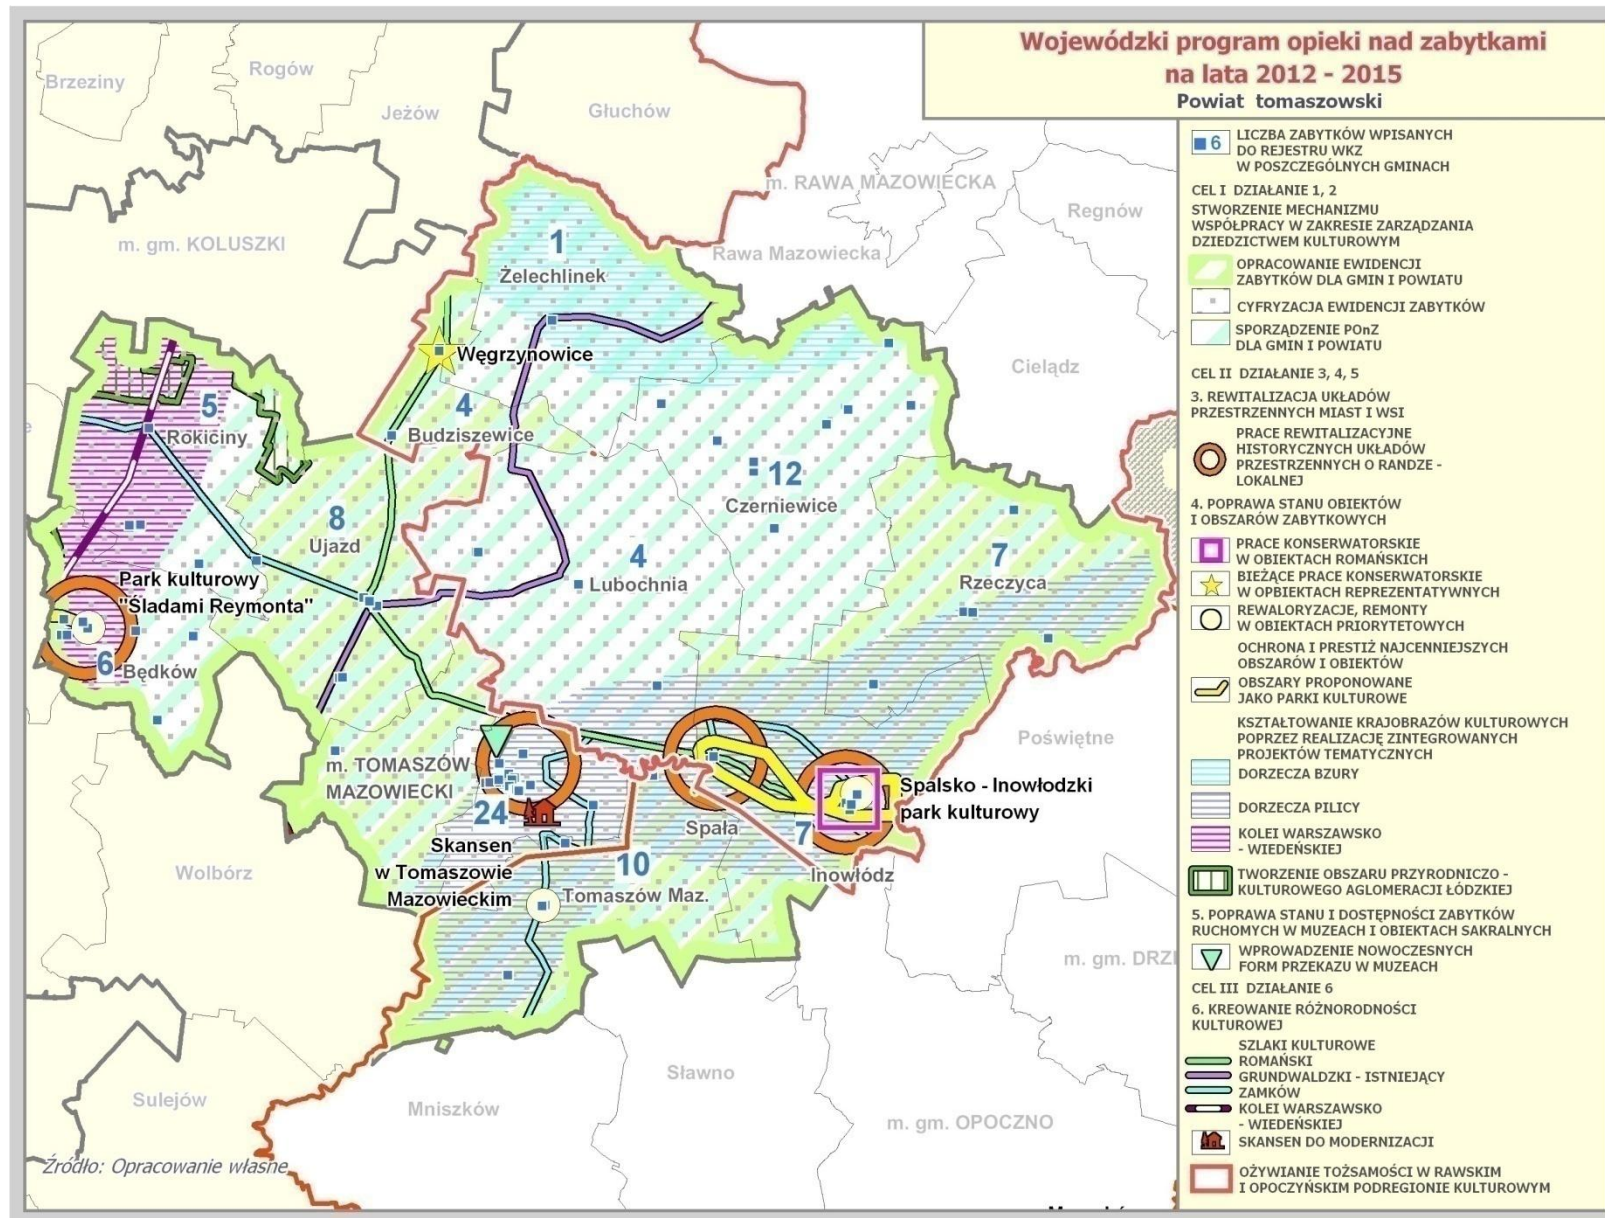 Wojewódzki program opieki nad zabytkami
na lata 2012 - 2015
Powiat tomaszowski
Brzeziny
Rogów
Jeżów
Głuchów
m. RAWA MAZOWIECKA
Regnów
m. gm. KOLUSZKI
Rawa Mazowiecka
1
Żelechlinek
Cielądz
Węgrzynowice
5
4
Rokiciny
Budziszewice
12
Czerniewice
8
Ujazd
4
7
Lubochnia
Rzeczyca
Park kulturowy
"Śladami Reymonta"
6
Będków
Poświętne
m. TOMASZÓW
MAZOWIECKI
24
Spalsko - Inowłodzki
park kulturowy
Spała
7
Skansen
w Tomaszowie
Mazowieckim
10
Inowłódz
Tomaszów Maz.
Wolbórz
m. gm. DRZE
Sławno
Sulejów
Mniszków
m. gm. OPOCZNO
Źródło: Opracowanie własne
6
LICZBA ZABYTKÓW WPISANYCH
DO REJESTRU WKZ
W POSZCZEGÓLNYCH GMINACH
CEL I DZIAŁANIE 1, 2
STWORZENIE MECHANIZMU
WSPÓŁPRACY W ZAKRESIE ZARZĄDZANIA
DZIEDZICTWEM KULTUROWYM
OPRACOWANIE EWIDENCJI
ZABYTKÓW DLA GMIN I POWIATU
CYFRYZACJA EWIDENCJI ZABYTKÓW
SPORZĄDZENIE POnZ
DLA GMIN I POWIATU
CEL II DZIAŁANIE 3, 4, 5
3. REWITALIZACJA UKŁADÓW
PRZESTRZENNYCH MIAST I WSI
PRACE REWITALIZACYJNE
HISTORYCZNYCH UKŁADÓW
PRZESTRZENNYCH O RANDZE -
LOKALNEJ
4. POPRAWA STANU OBIEKTÓW
I OBSZARÓW ZABYTKOWYCH
PRACE KONSERWATORSKIE
W OBIEKTACH ROMAŃSKICH
BIEŻĄCE PRACE KONSERWATORSKIE
W OPBIEKTACH REPREZENTATYWNYCH
REWALORYZACJE, REMONTY
W OBIEKTACH PRIORYTETOWYCH
OCHRONA I PRESTIŻ NAJCENNIEJSZYCH
OBSZARÓW I OBIEKTÓW
OBSZARY PROPONOWANE
JAKO PARKI KULTUROWE
KSZTAŁTOWANIE KRAJOBRAZÓW KULTUROWYCH
POPRZEZ REALIZACJĘ ZINTEGROWANYCH
PROJEKTÓW TEMATYCZNYCH
DORZECZA BZURY
DORZECZA PILICY
KOLEI WARSZAWSKO
- WIEDEŃSKIEJ
TWORZENIE OBSZARU PRZYRODNICZO -
KULTUROWEGO AGLOMERACJI ŁÓDZKIEJ
5. POPRAWA STANU I DOSTĘPNOŚCI ZABYTKÓW
RUCHOMYCH W MUZEACH I OBIEKTACH SAKRALNYCH
WPROWADZENIE NOWOCZESNYCH
FORM PRZEKAZU W MUZEACH
CEL III DZIAŁANIE 6
6. KREOWANIE RÓŻNORODNOŚCI
KULTUROWEJ
SZLAKI KULTUROWE
ROMAŃSKI
GRUNDWALDZKI - ISTNIEJĄCY
ZAMKÓW
KOLEI WARSZAWSKO
- WIEDEŃSKIEJ
SKANSEN DO MODERNIZACJI
OŻYWIANIE TOŻSAMOŚCI W RAWSKIM
I OPOCZYŃSKIM PODREGIONIE KULTUROWYM